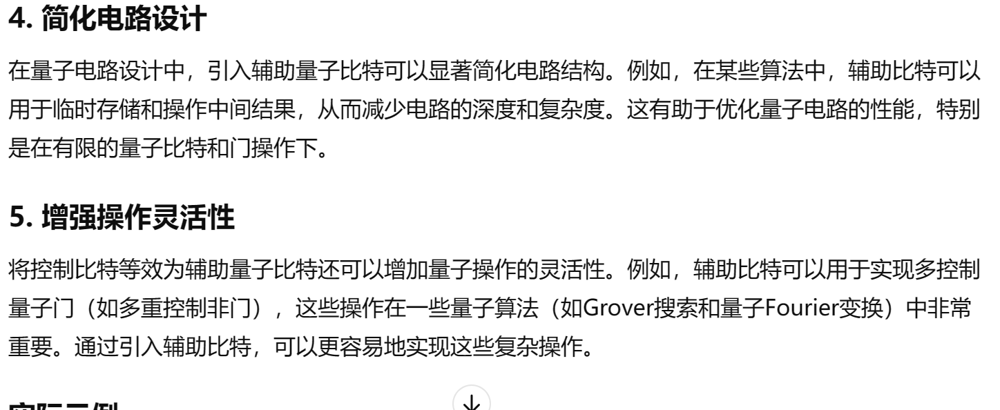 4. 简化电路设计
在量子电路设计中，引入辅助量子比特可以显著简化电路结构。例如，在某些算法中，辅助比特可以
用于临时存储和操作中间结果，从而减少电路的深度和复杂度。这有助于优化量子电路的性能，特别
是在有限的量子比特和门操作下。
5. 增强操作灵活性
将控制比特等效为辅助量子比特还可以增加量子操作的灵活性。例如，辅助比特可以用于实现多控制
量子门（如多重控制非门），这些操作在一些量子算法（如Grover搜索和量子Fourier变换）中非常
重要。通过引入辅助比特，可以更容易地实现这些复杂操作。